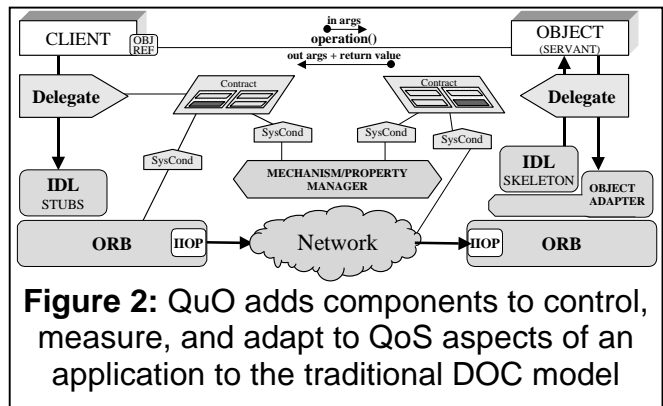 in args
CLIENT
OBJ
REF
operation()
OBJECT
(SERVANT)
out args + return value
Delegate
Contract
Contract
Delegate
SysCond
SysCond
SysCond
SysCond
IDL
STUBS
MECHANISM/PROPERTY
MANAGER
IDL
SKELETON
OBJECT
ADAPTER
ORB
IIOP
Network
IIOP
ORB
Figure 2: QuO adds components to control,
measure, and adapt to QoS aspects of an
application to the traditional DOC model